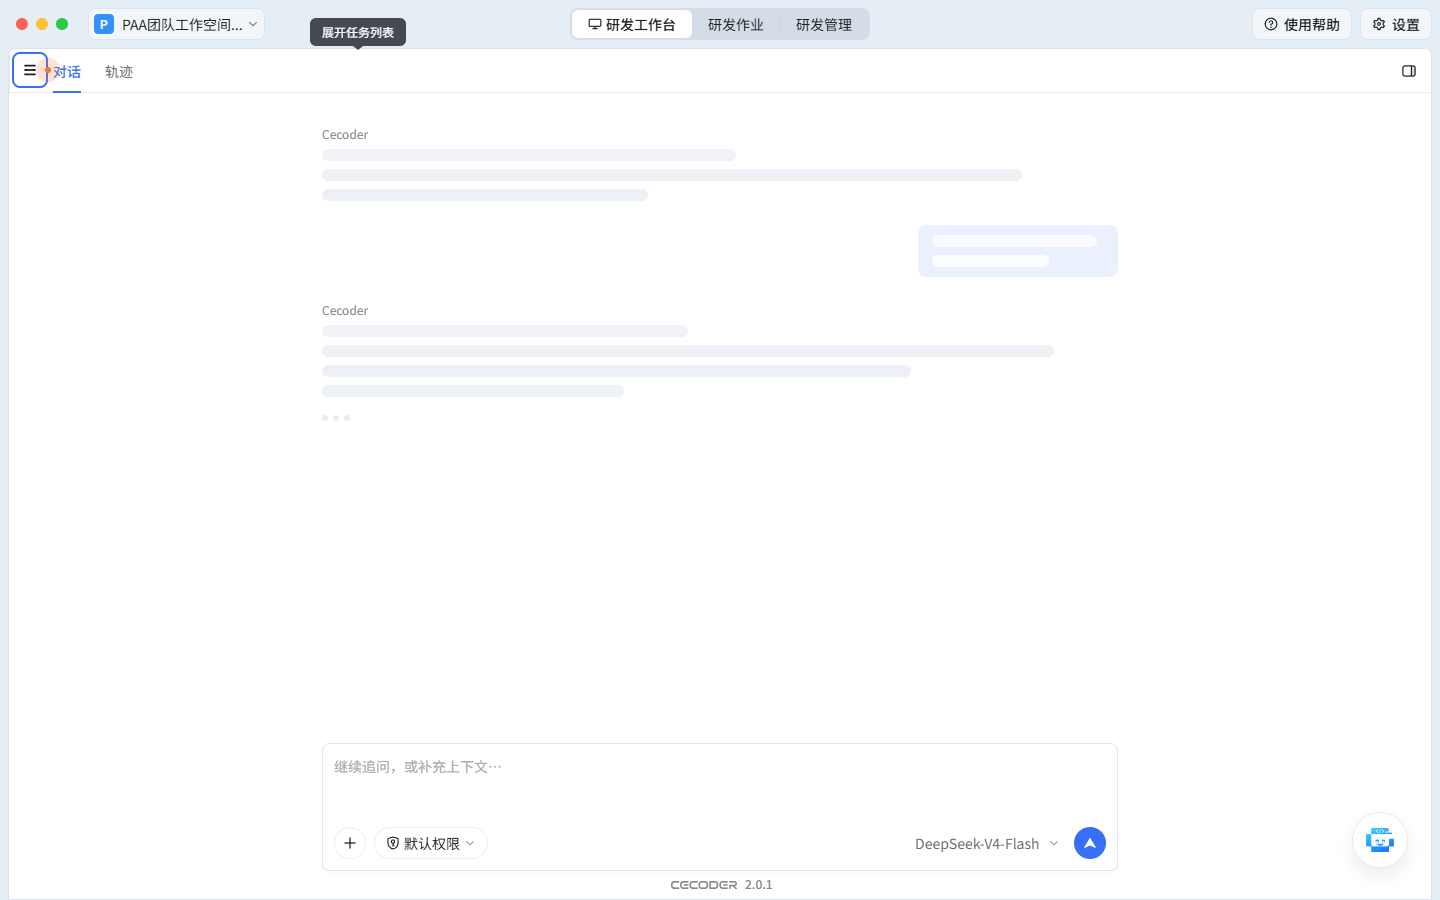 P PAA团队工作空间...
展开任务列表
研发工作台 研发作业 研发管理
使用帮助 设置
对话 轨迹
Cecoder
Cecoder
继续追问，或补充上下文…
默认权限 DeepSeek-V4-Flash
CECODER 2.0.1